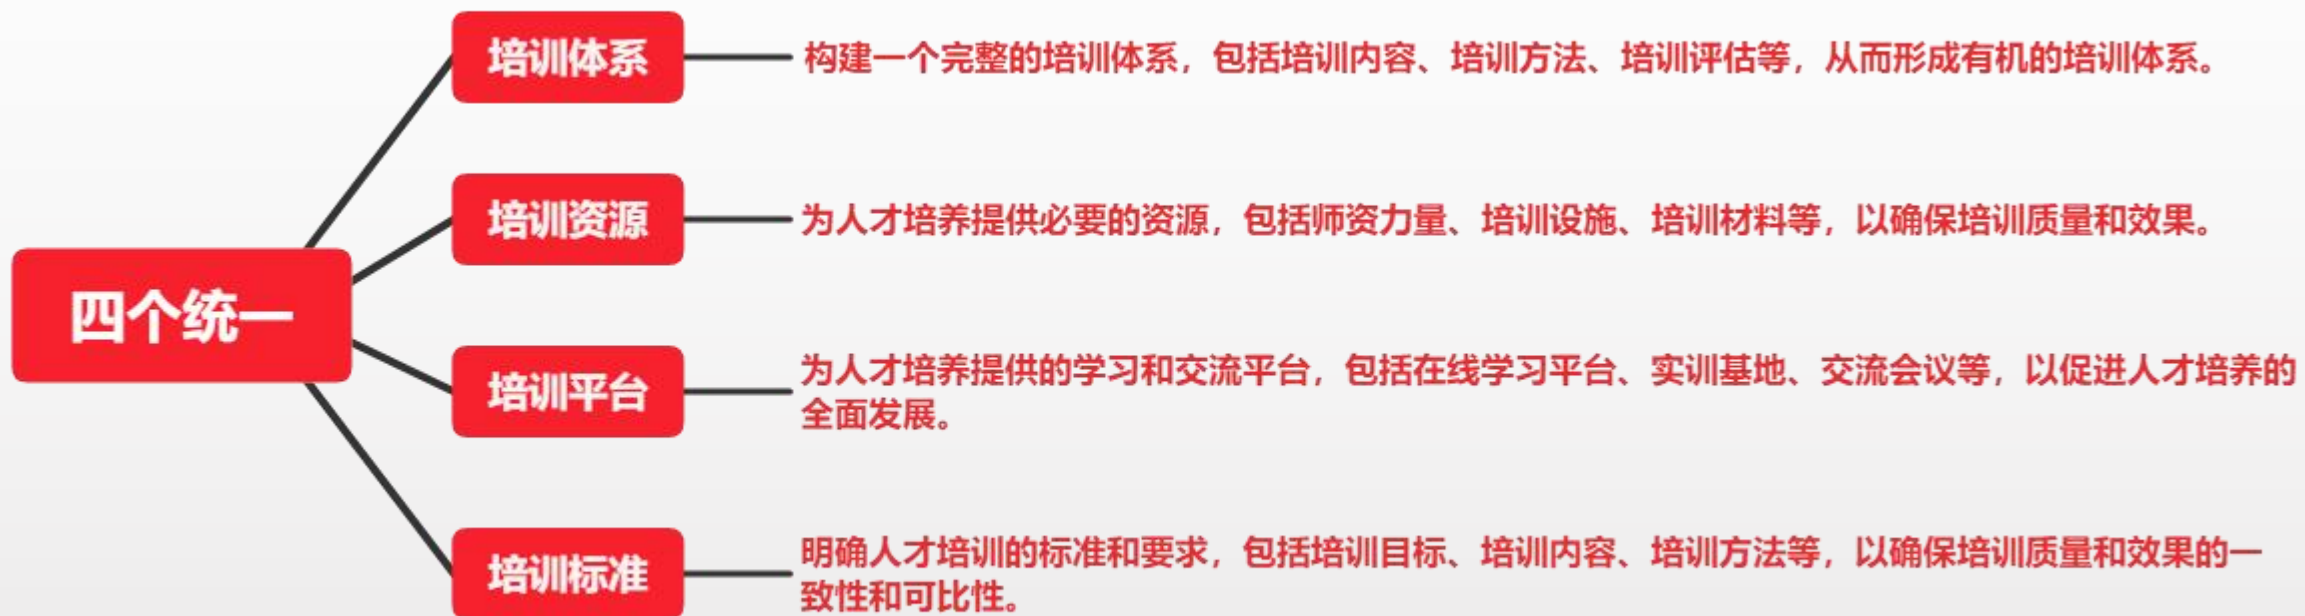 培训体系
构建一个完整的培训体系，包括培训内容、培训方法、培训评估等，从而形成有机的培训体系。
培训资源
为人才培养提供必要的资源，包括师资力量、培训设施、培训材料等，以确保培训质量和效果。
四个统一
培训平台
为人才培养提供的学习和交流平台，包括在线学习平台、实训基地、交流会议等，以促进人才培养的
全面发展。
培训标准
明确人才培训的标准和要求，包括培训目标、培训内容、培训方法等，以确保培训质量和效果的一
致性和可比性。